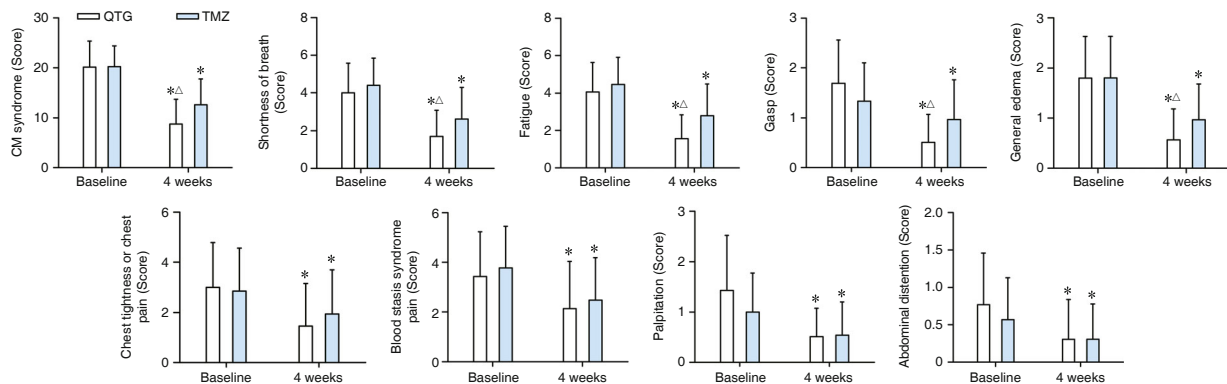 QTG
TMZ
CM syndrome (Score)
30
20
10
0
*△
*
Baseline
4 weeks
Shortness of breath
(Score)
8
6
4
2
0
*△
*
Baseline
4 weeks
Fatigue (Score)
8
6
4
2
0
*△
*
Baseline
4 weeks
Gasp (Score)
3
2
1
0
*△
*
Baseline
4 weeks
General edema (Score)
3
2
1
0
*△
*
Baseline
4 weeks
Chest tightness or chest
pain (Score)
6
4
2
0
*
*
Baseline
4 weeks
Blood stasis syndrome
pain (Score)
6
4
2
0
*
*
Baseline
4 weeks
Palpitation (Score)
3
2
1
0
*
*
Baseline
4 weeks
Abdominal distention (Score)
2.0
1.5
1.0
0.5
0
*
*
Baseline
4 weeks